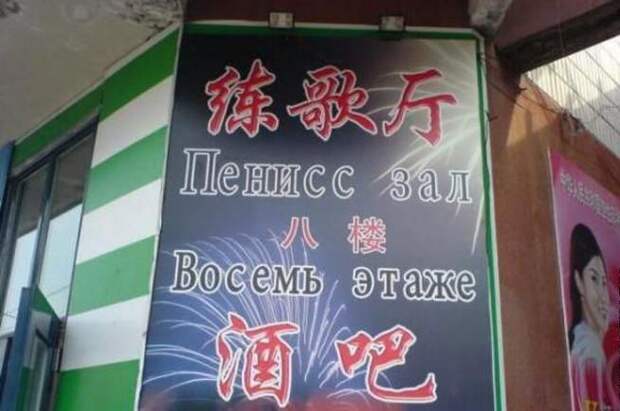 练歌厅
Пенисс зал
八楼
Восемь этаже
酒吧